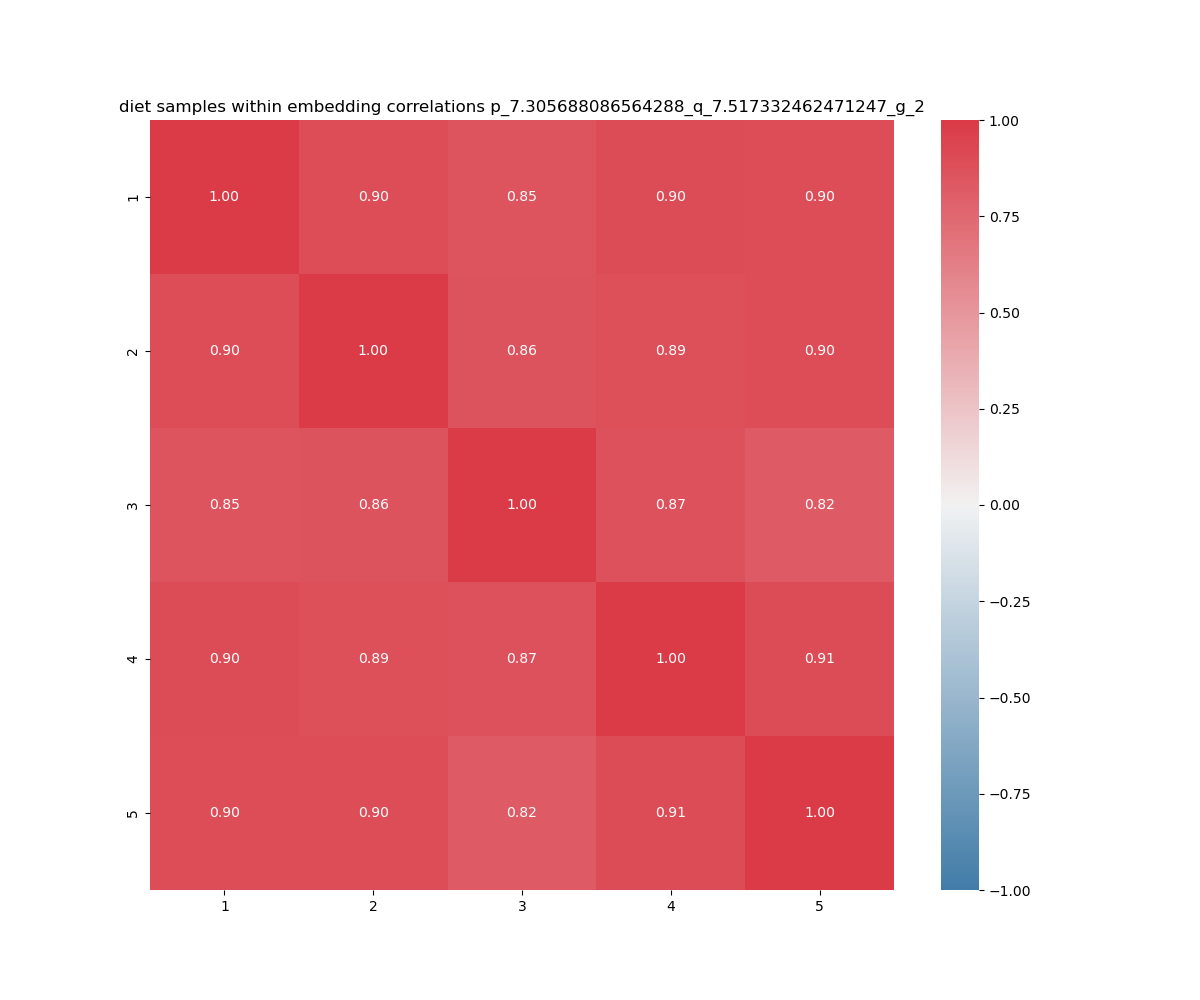 diet samples within embedding correlations p_7.305688086564288_q_7.517332462471247_g_2
1 1.00 0.90 0.85 0.90 0.90
2 0.90 1.00 0.86 0.89 0.90
3 0.85 0.86 1.00 0.87 0.82
4 0.90 0.89 0.87 1.00 0.91
5 0.90 0.90 0.82 0.91 1.00
1 2 3 4 5
1.00
0.75
0.50
0.25
0.00
−0.25
−0.50
−0.75
−1.00